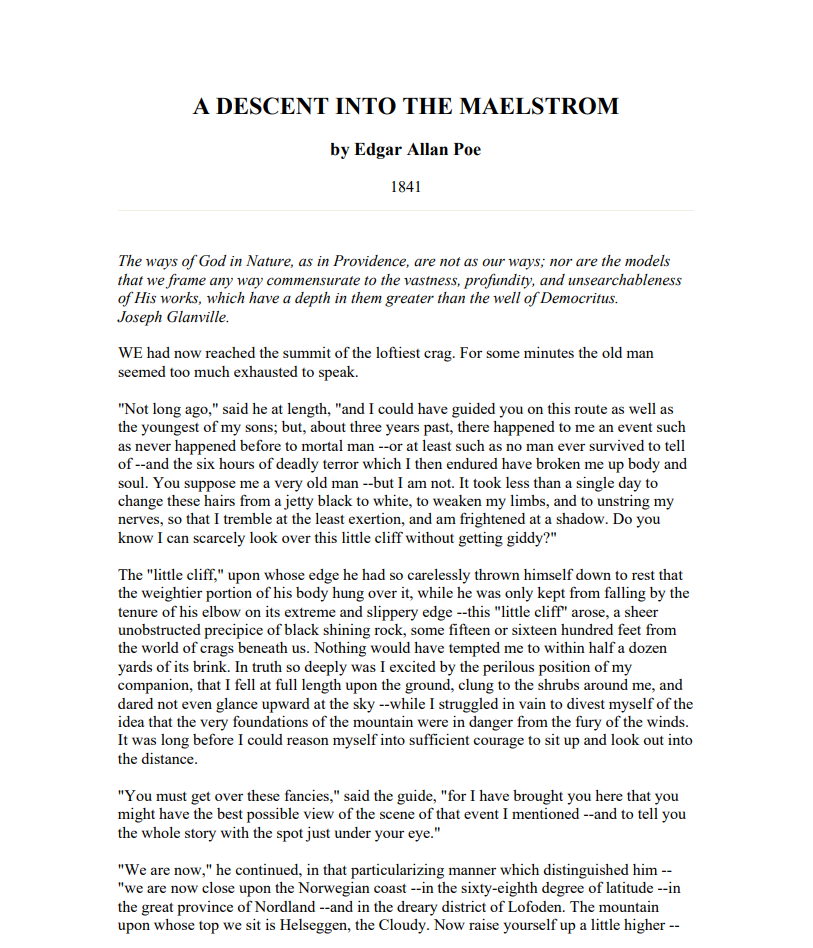 A DESCENT INTO THE MAELSTROM
by Edgar Allan Poe
1841
The ways of God in Nature, as in Providence, are not as our ways; nor are the models
that we frame any way commensurate to the vastness, profundity, and unsearchableness
of His works, which have a depth in them greater than the well of Democritus.
Joseph Glanville.
WE had now reached the summit of the loftiest crag. For some minutes the old man
seemed too much exhausted to speak.
"Not long ago," said he at length, "and I could have guided you on this route as well as
the youngest of my sons; but, about three years past, there happened to me an event such
as never happened before to mortal man --or at least such as no man ever survived to tell
of --and the six hours of deadly terror which I then endured have broken me up body and
soul. You suppose me a very old man --but I am not. It took less than a single day to
change these hairs from a jetty black to white, to weaken my limbs, and to unstring my
nerves, so that I tremble at the least exertion, and am frightened at a shadow. Do you
know I can scarcely look over this little cliff without getting giddy?"
The "little cliff," upon whose edge he had so carelessly thrown himself down to rest that
the weightier portion of his body hung over it, while he was only kept from falling by the
tenure of his elbow on its extreme and slippery edge --this "little cliff" arose, a sheer
unobstructed precipice of black shining rock, some fifteen or sixteen hundred feet from
the world of crags beneath us. Nothing would have tempted me to within half a dozen
yards of its brink. In truth so deeply was I excited by the perilous position of my
companion, that I fell at full length upon the ground, clung to the shrubs around me, and
dared not even glance upward at the sky --while I struggled in vain to divest myself of the
idea that the very foundations of the mountain were in danger from the fury of the winds.
It was long before I could reason myself into sufficient courage to sit up and look out into
the distance.
"You must get over these fancies," said the guide, "for I have brought you here that you
might have the best possible view of the scene of that event I mentioned --and to tell you
the whole story with the spot just under your eye."
"We are now," he continued, in that particularizing manner which distinguished him --
"we are now close upon the Norwegian coast --in the sixty-eighth degree of latitude --in
the great province of Nordland --and in the dreary district of Lofoden. The mountain
upon whose top we sit is Helseggen, the Cloudy. Now raise yourself up a little higher --